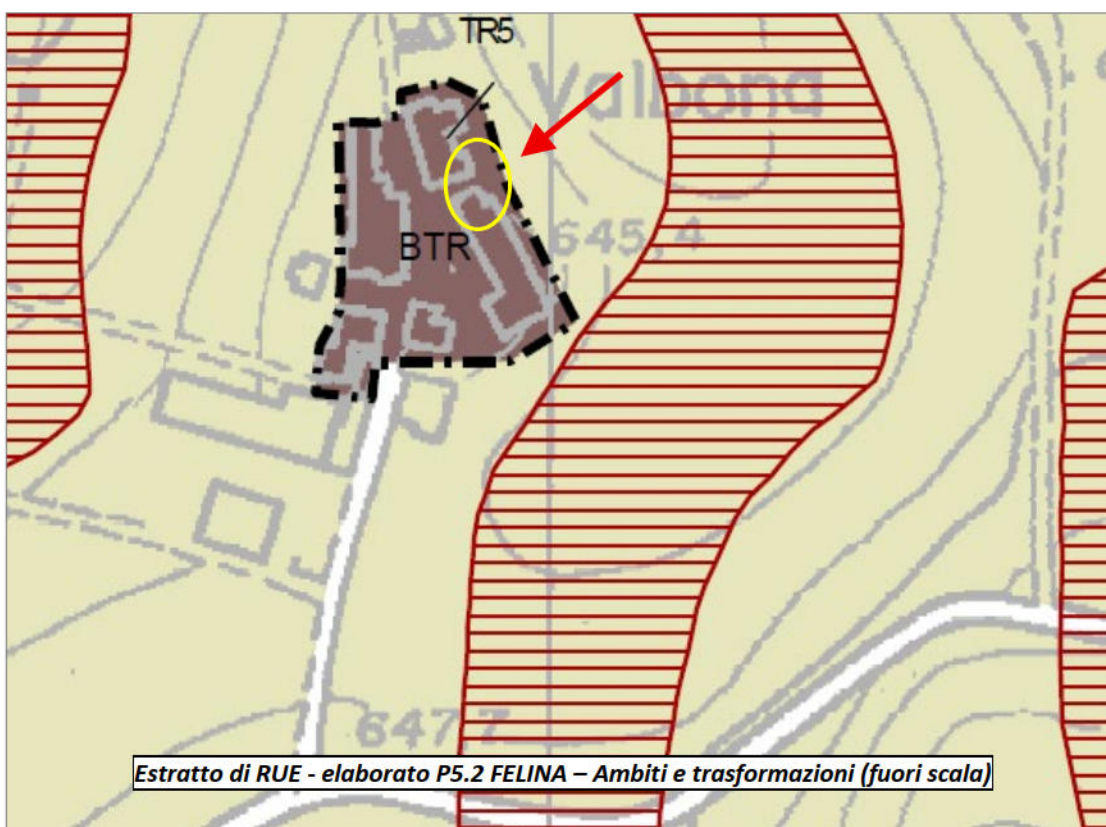 TR5
Valbona
645,4
BTR
647,7
Estratto di RUE - elaborato P5.2 FELINA – Ambiti e trasformazioni (fuori scala)